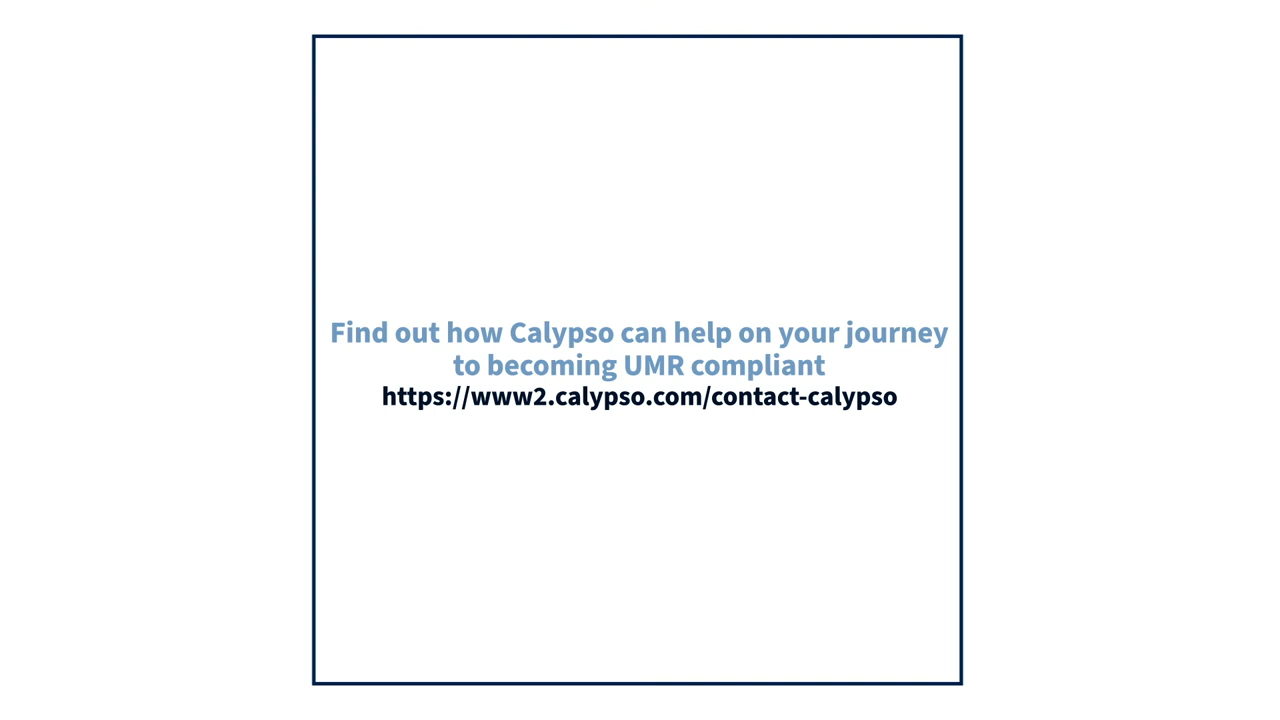 Find out how Calypso can help on your journey
to becoming UMR compliant
https://www2.calypso.com/contact-calypso